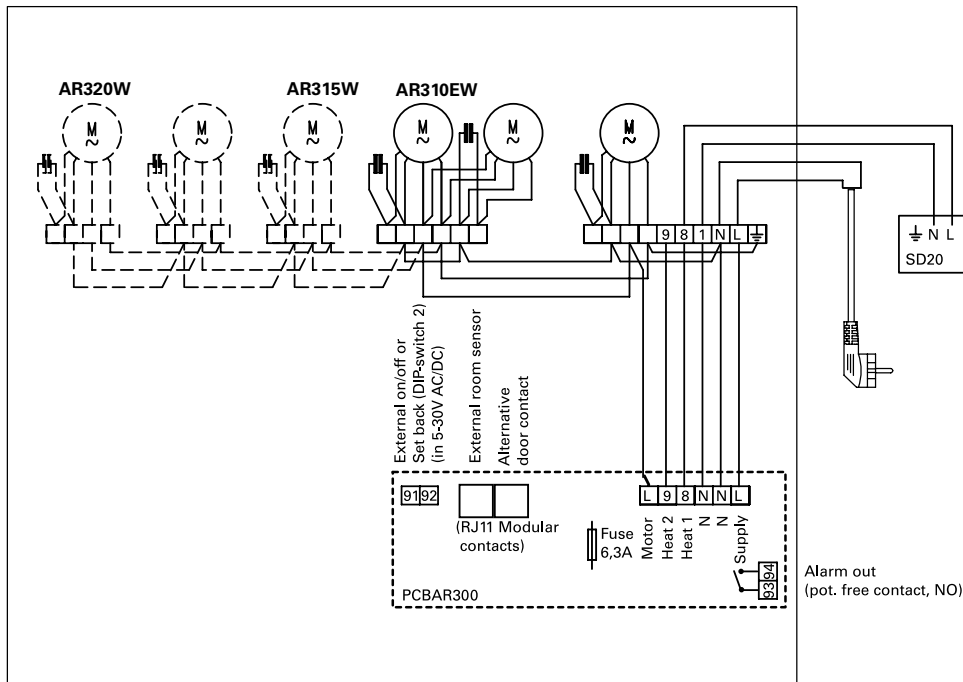 AR320W
AR315W
AR310EW
M
~
M
~
M
~
M
~
M
~
M
~
9 8 1 N L
N L
SD20
External on/off or
Set back (DIP-switch 2)
(in 5-30V AC/DC)
External room sensor
Alternative
door contact
91 92
(RJ11 Modular
contacts)
Fuse
6,3A
L 9 8 N N L
Motor
Heat 2
Heat 1
N
N
Supply
93 94
PCBAR300
Alarm out
(pot. free contact, NO)